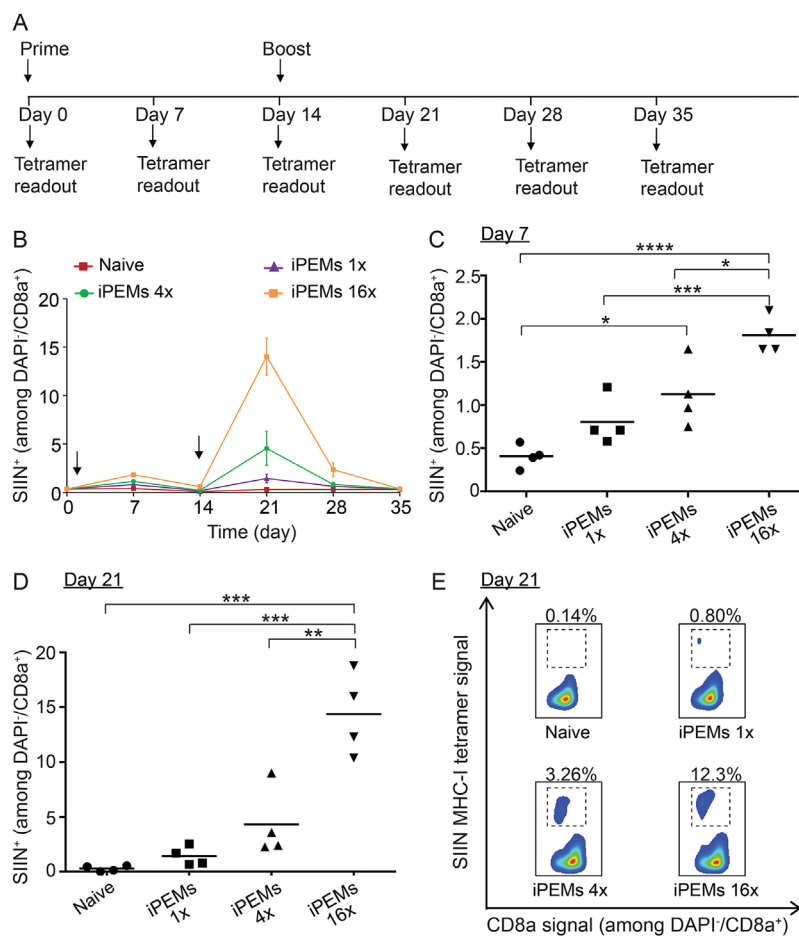 A
Prime Boost
Day 0 Day 7 Day 14 Day 21 Day 28 Day 35
Tetramer Tetramer Tetramer Tetramer Tetramer Tetramer
readout readout readout readout readout readout
B
Naive iPEMs 1x
iPEMs 4x iPEMs 16x
SIIN⁺ (among DAPI⁻/CD8a⁺)
20
15
10
5
0
0 7 14 21 28 35
Time (day)
C Day 7
****
*
***
*
SIIN⁺ (among DAPI⁻/CD8a⁺)
2.5
2.0
1.5
1.0
0.5
0.0
Naive iPEMs iPEMs iPEMs
1x 4x 16x
D Day 21
***
***
**
SIIN⁺ (among DAPI⁻/CD8a⁺)
20
15
10
5
0
Naive iPEMs iPEMs iPEMs
1x 4x 16x
E Day 21
SIIN MHC-I tetramer signal
0.14% 0.80%
Naive iPEMs 1x
3.26% 12.3%
iPEMs 4x iPEMs 16x
CD8a signal (among DAPI⁻/CD8a⁺)